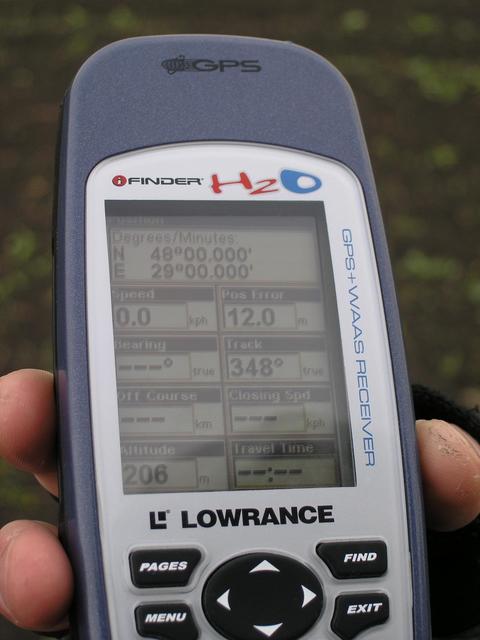 GPS
iFINDER H2O
Position
Degrees/Minutes:
N 48°00.000'
E 29°00.000'
Speed Pos Error
0.0 kph 12.0 m
Bearing Track
---° true 348° true
Off Course Closing Spd
--- km --- kph
Altitude Travel Time
206 m --:--
GPS+WAAS RECEIVER
LOWRANCE
PAGES FIND
MENU EXIT